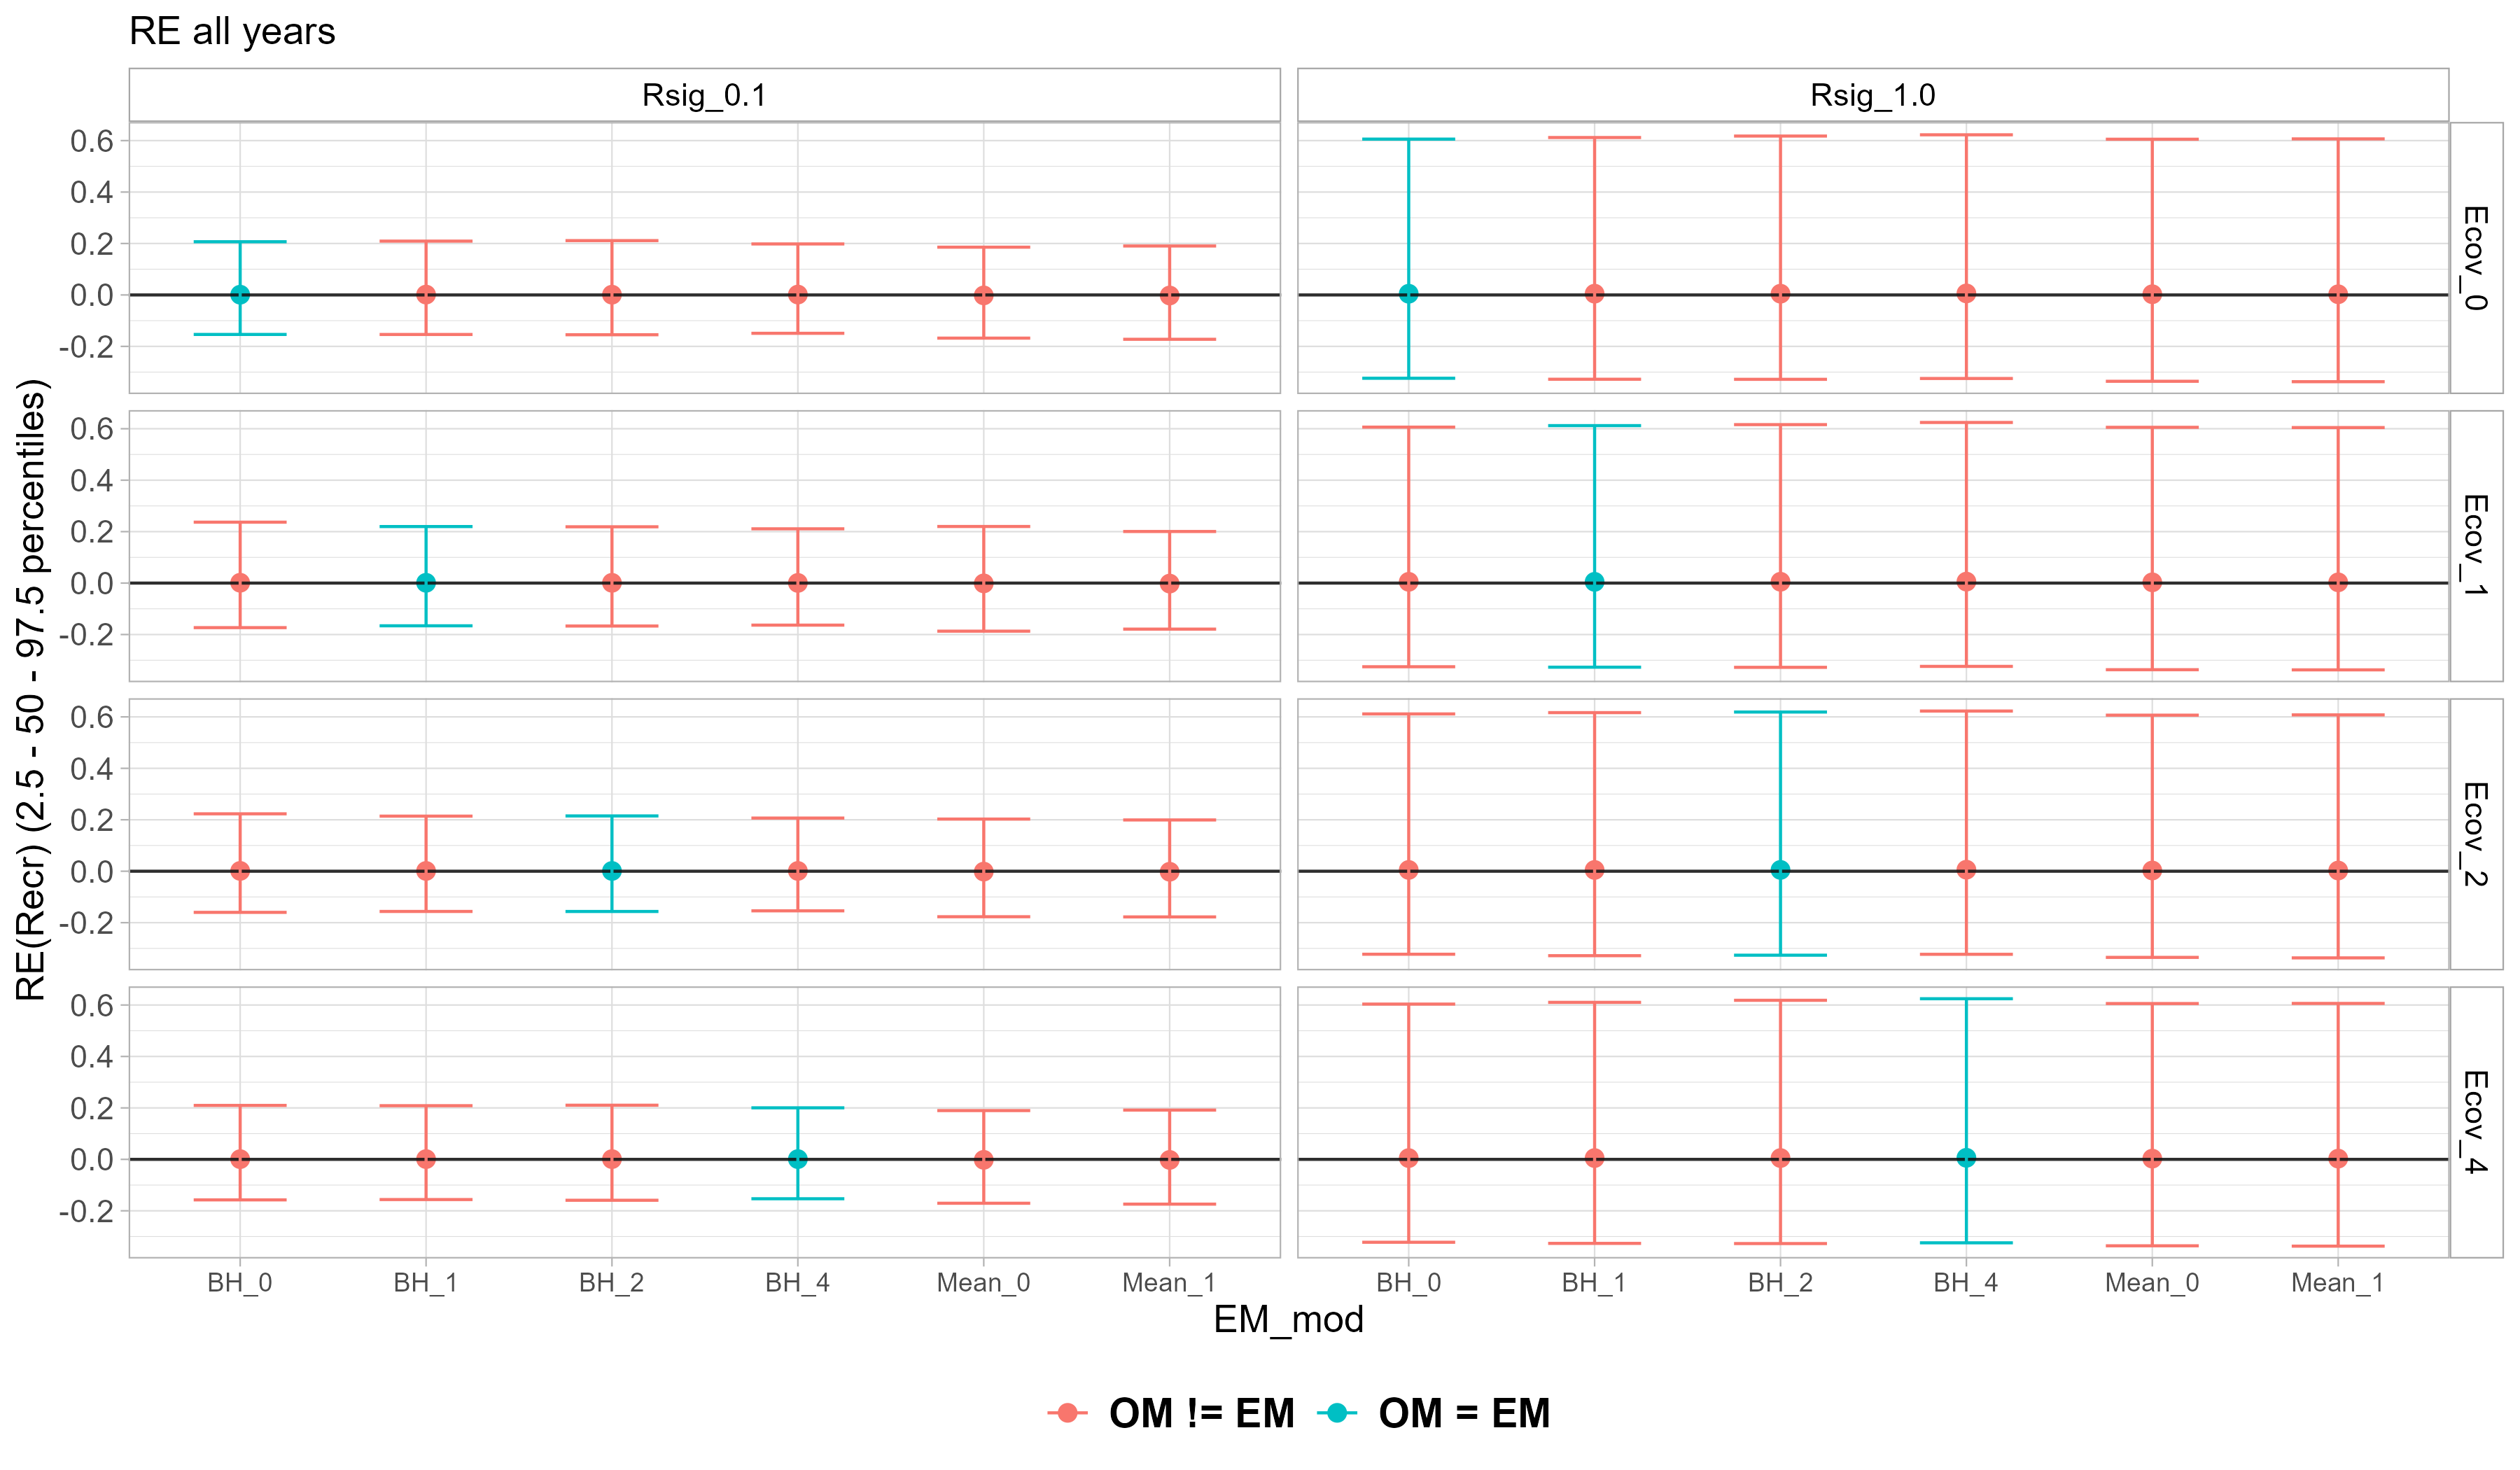 RE all years
Rsig_0.1
Rsig_1.0
RE(Recr) (2.5 - 50 - 97.5 percentiles)
0.6
0.4
0.2
0.0
-0.2
Ecov_0
0.6
0.4
0.2
0.0
-0.2
Ecov_1
0.6
0.4
0.2
0.0
-0.2
Ecov_2
0.6
0.4
0.2
0.0
-0.2
Ecov_4
BH_0 BH_1 BH_2 BH_4 Mean_0 Mean_1
BH_0 BH_1 BH_2 BH_4 Mean_0 Mean_1
EM_mod
OM != EM OM = EM